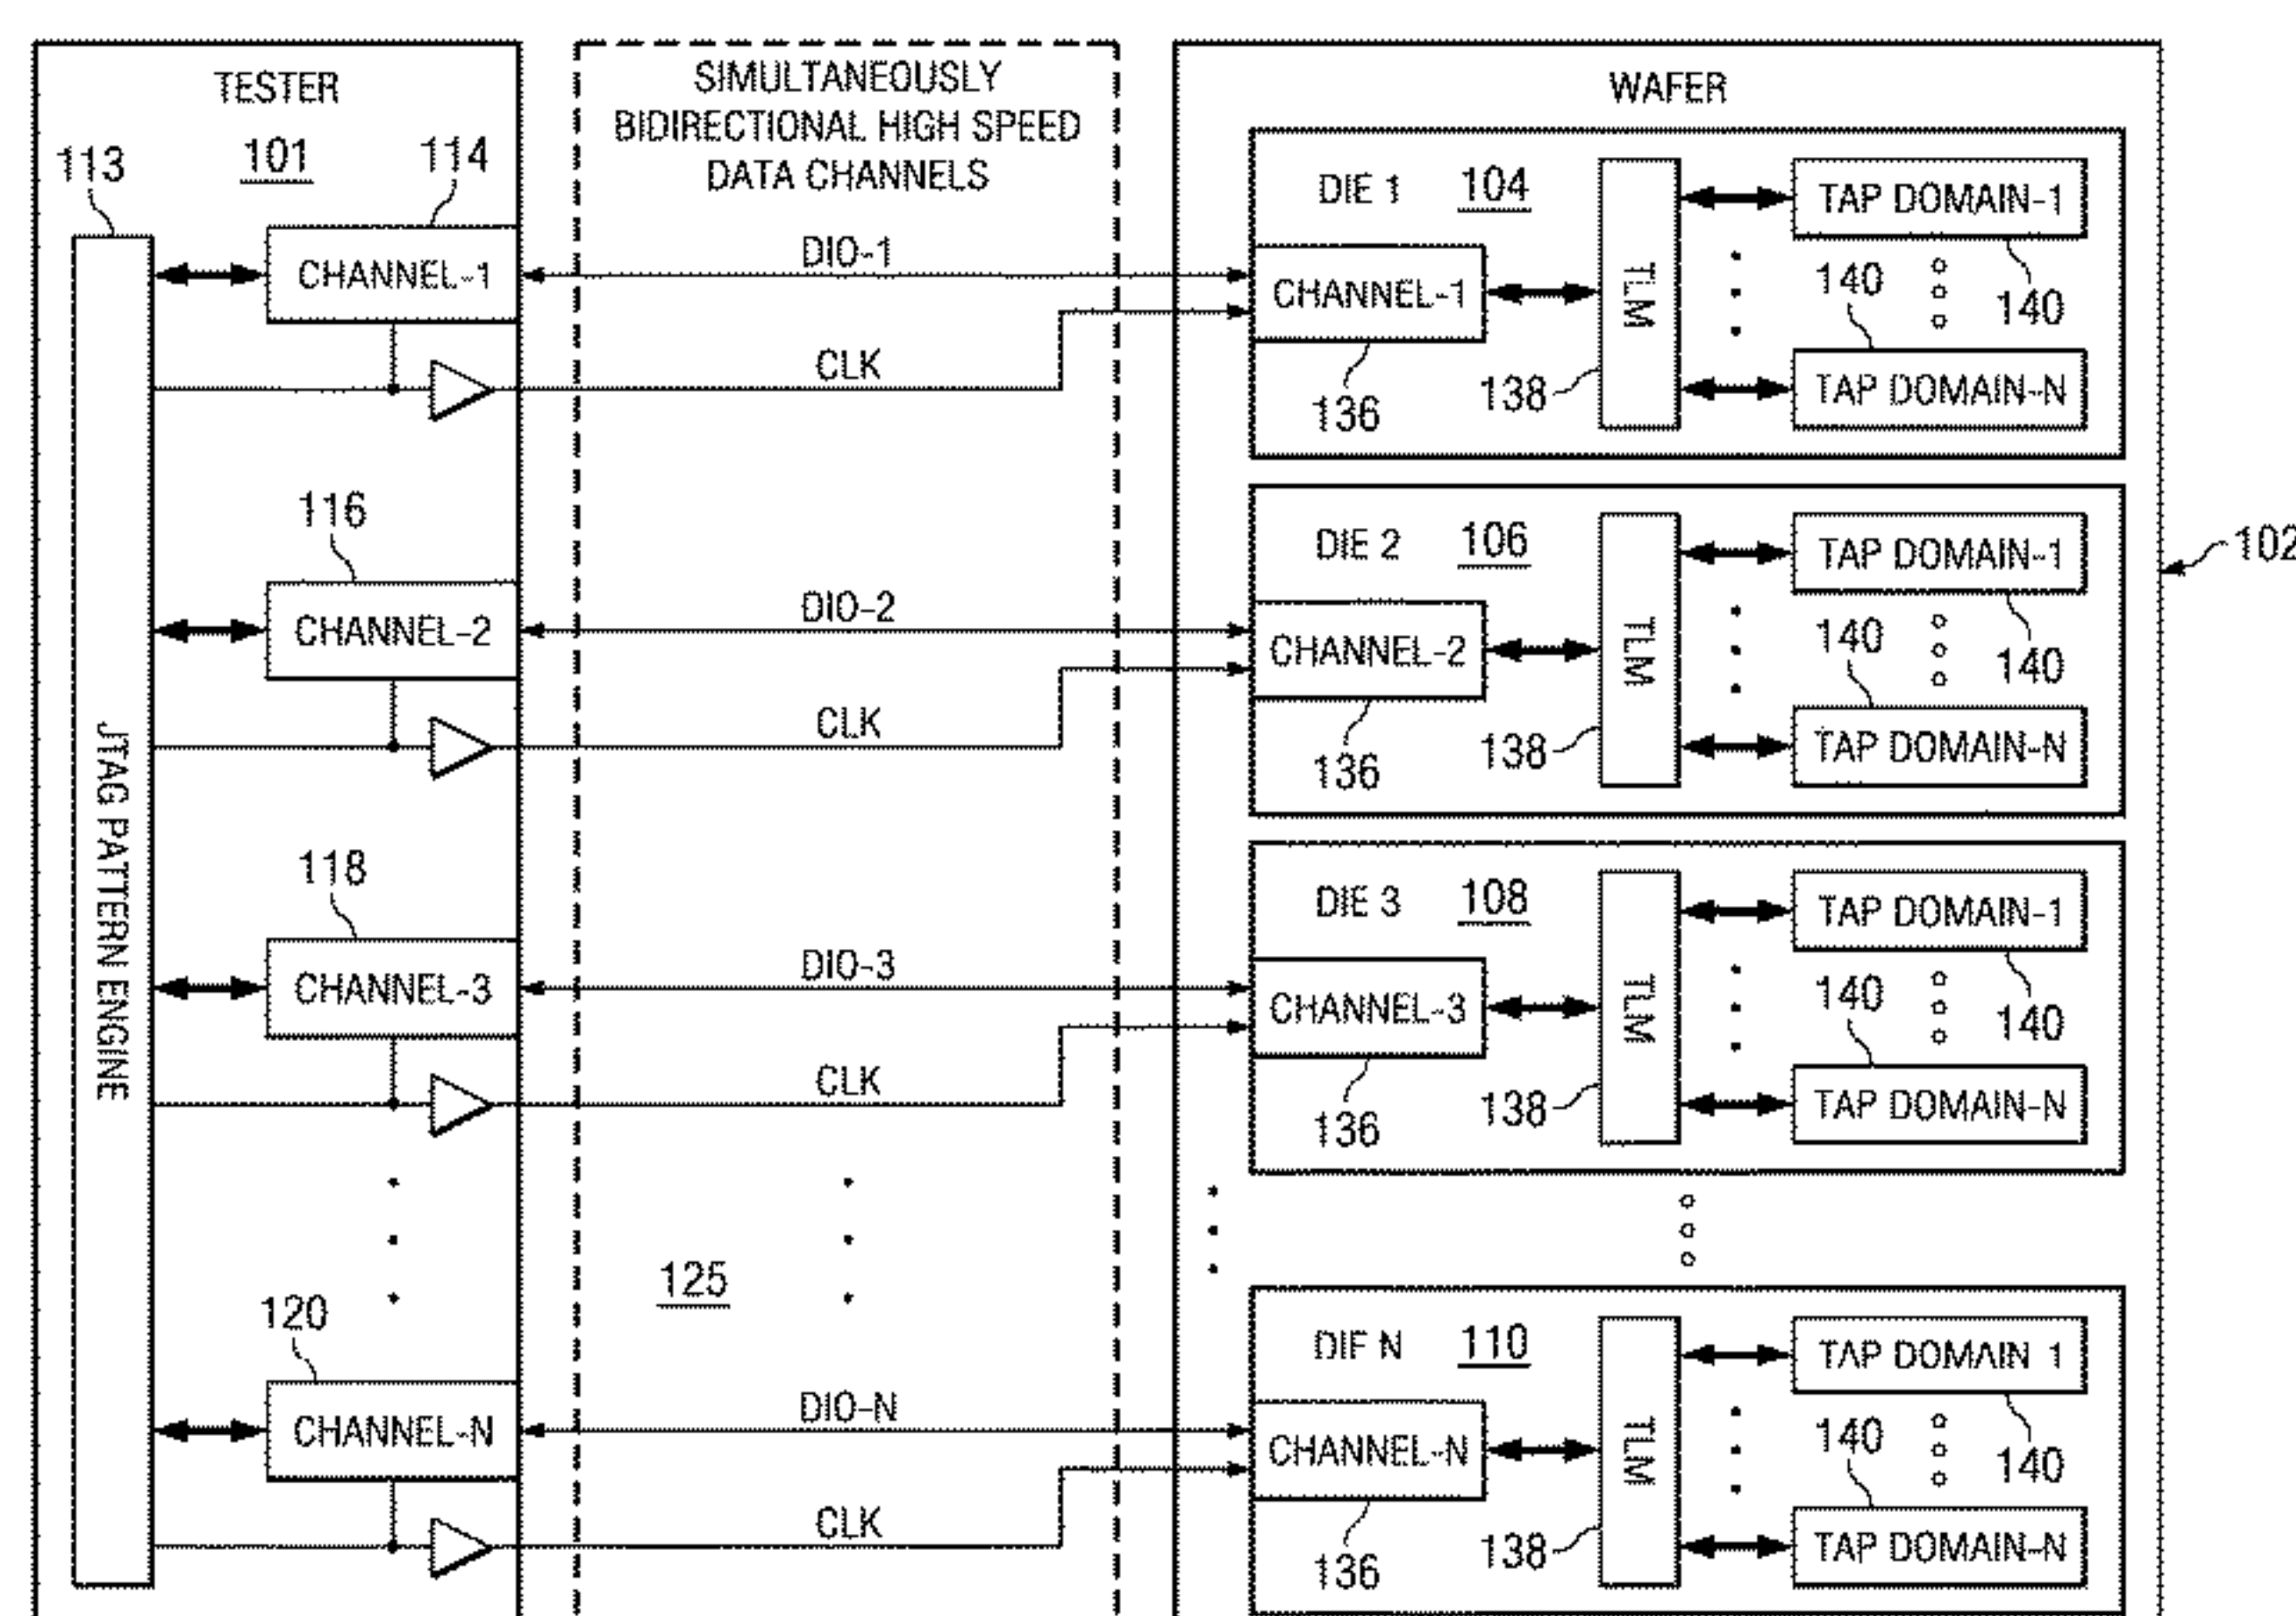 TESTER
101
113
114
CHANNEL-1
116
CHANNEL-2
118
CHANNEL-3
120
CHANNEL-N
JTAG PATTERN ENGINE
SIMULTANEOUSLY
BIDIRECTIONAL HIGH SPEED
DATA CHANNELS
DIO-1
CLK
DIO-2
CLK
DIO-3
CLK
125
DIO-N
CLK
WAFER
102
DIE 1 104
CHANNEL-1
136
TLM
138
TAP DOMAIN-1
140
140
TAP DOMAIN-N
DIE 2 106
CHANNEL-2
136
TLM
138
TAP DOMAIN-1
140
140
TAP DOMAIN-N
DIE 3 108
CHANNEL-3
136
TLM
138
TAP DOMAIN-1
140
140
TAP DOMAIN-N
DIE N 110
CHANNEL-N
136
TLM
138
TAP DOMAIN 1
140
140
TAP DOMAIN-N